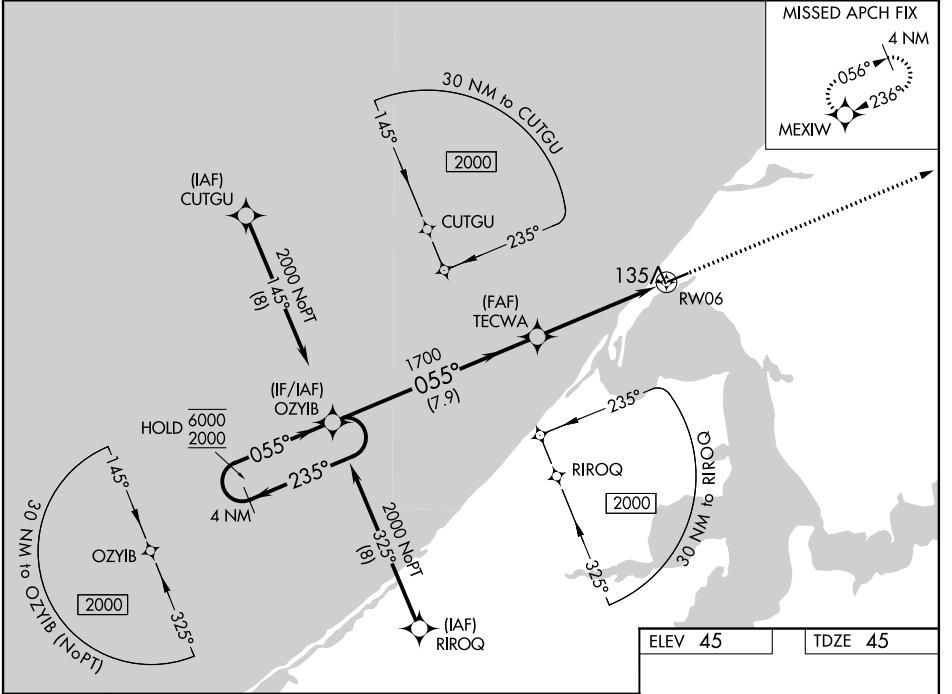 MISSED APCH FIX
4 NM
056°
236°
MEXIW
30 NM to CUTGU
145°
2000
CUTGU
235°
(IAF)
CUTGU
2000 NoPT
145°
(8)
135
RW06
(FAF)
TECWA
1700
055°
(7.9)
(IF/IAF)
OZYIB
HOLD
6000
2000
055°
235°
4 NM
235°
RIROQ
2000
325°
30 NM to RIROQ
145°
OZYIB
2000
325°
30 NM to OZYIB (NoPT)
2000 NoPT
325°
(8)
(IAF)
RIROQ
ELEV 45
TDZE 45